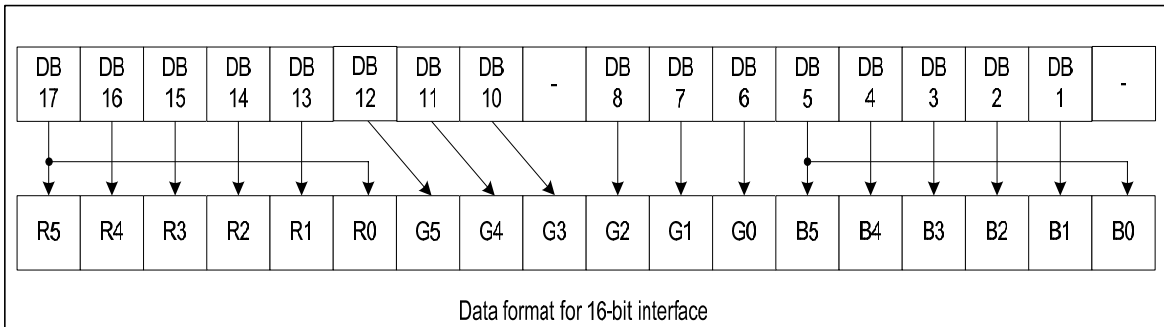 DB 17 DB 16 DB 15 DB 14 DB 13 DB 12 DB 11 DB 10 - DB 8 DB 7 DB 6 DB 5 DB 4 DB 3 DB 2 DB 1 -
R5 R4 R3 R2 R1 R0 G5 G4 G3 G2 G1 G0 B5 B4 B3 B2 B1 B0
Data format for 16-bit interface